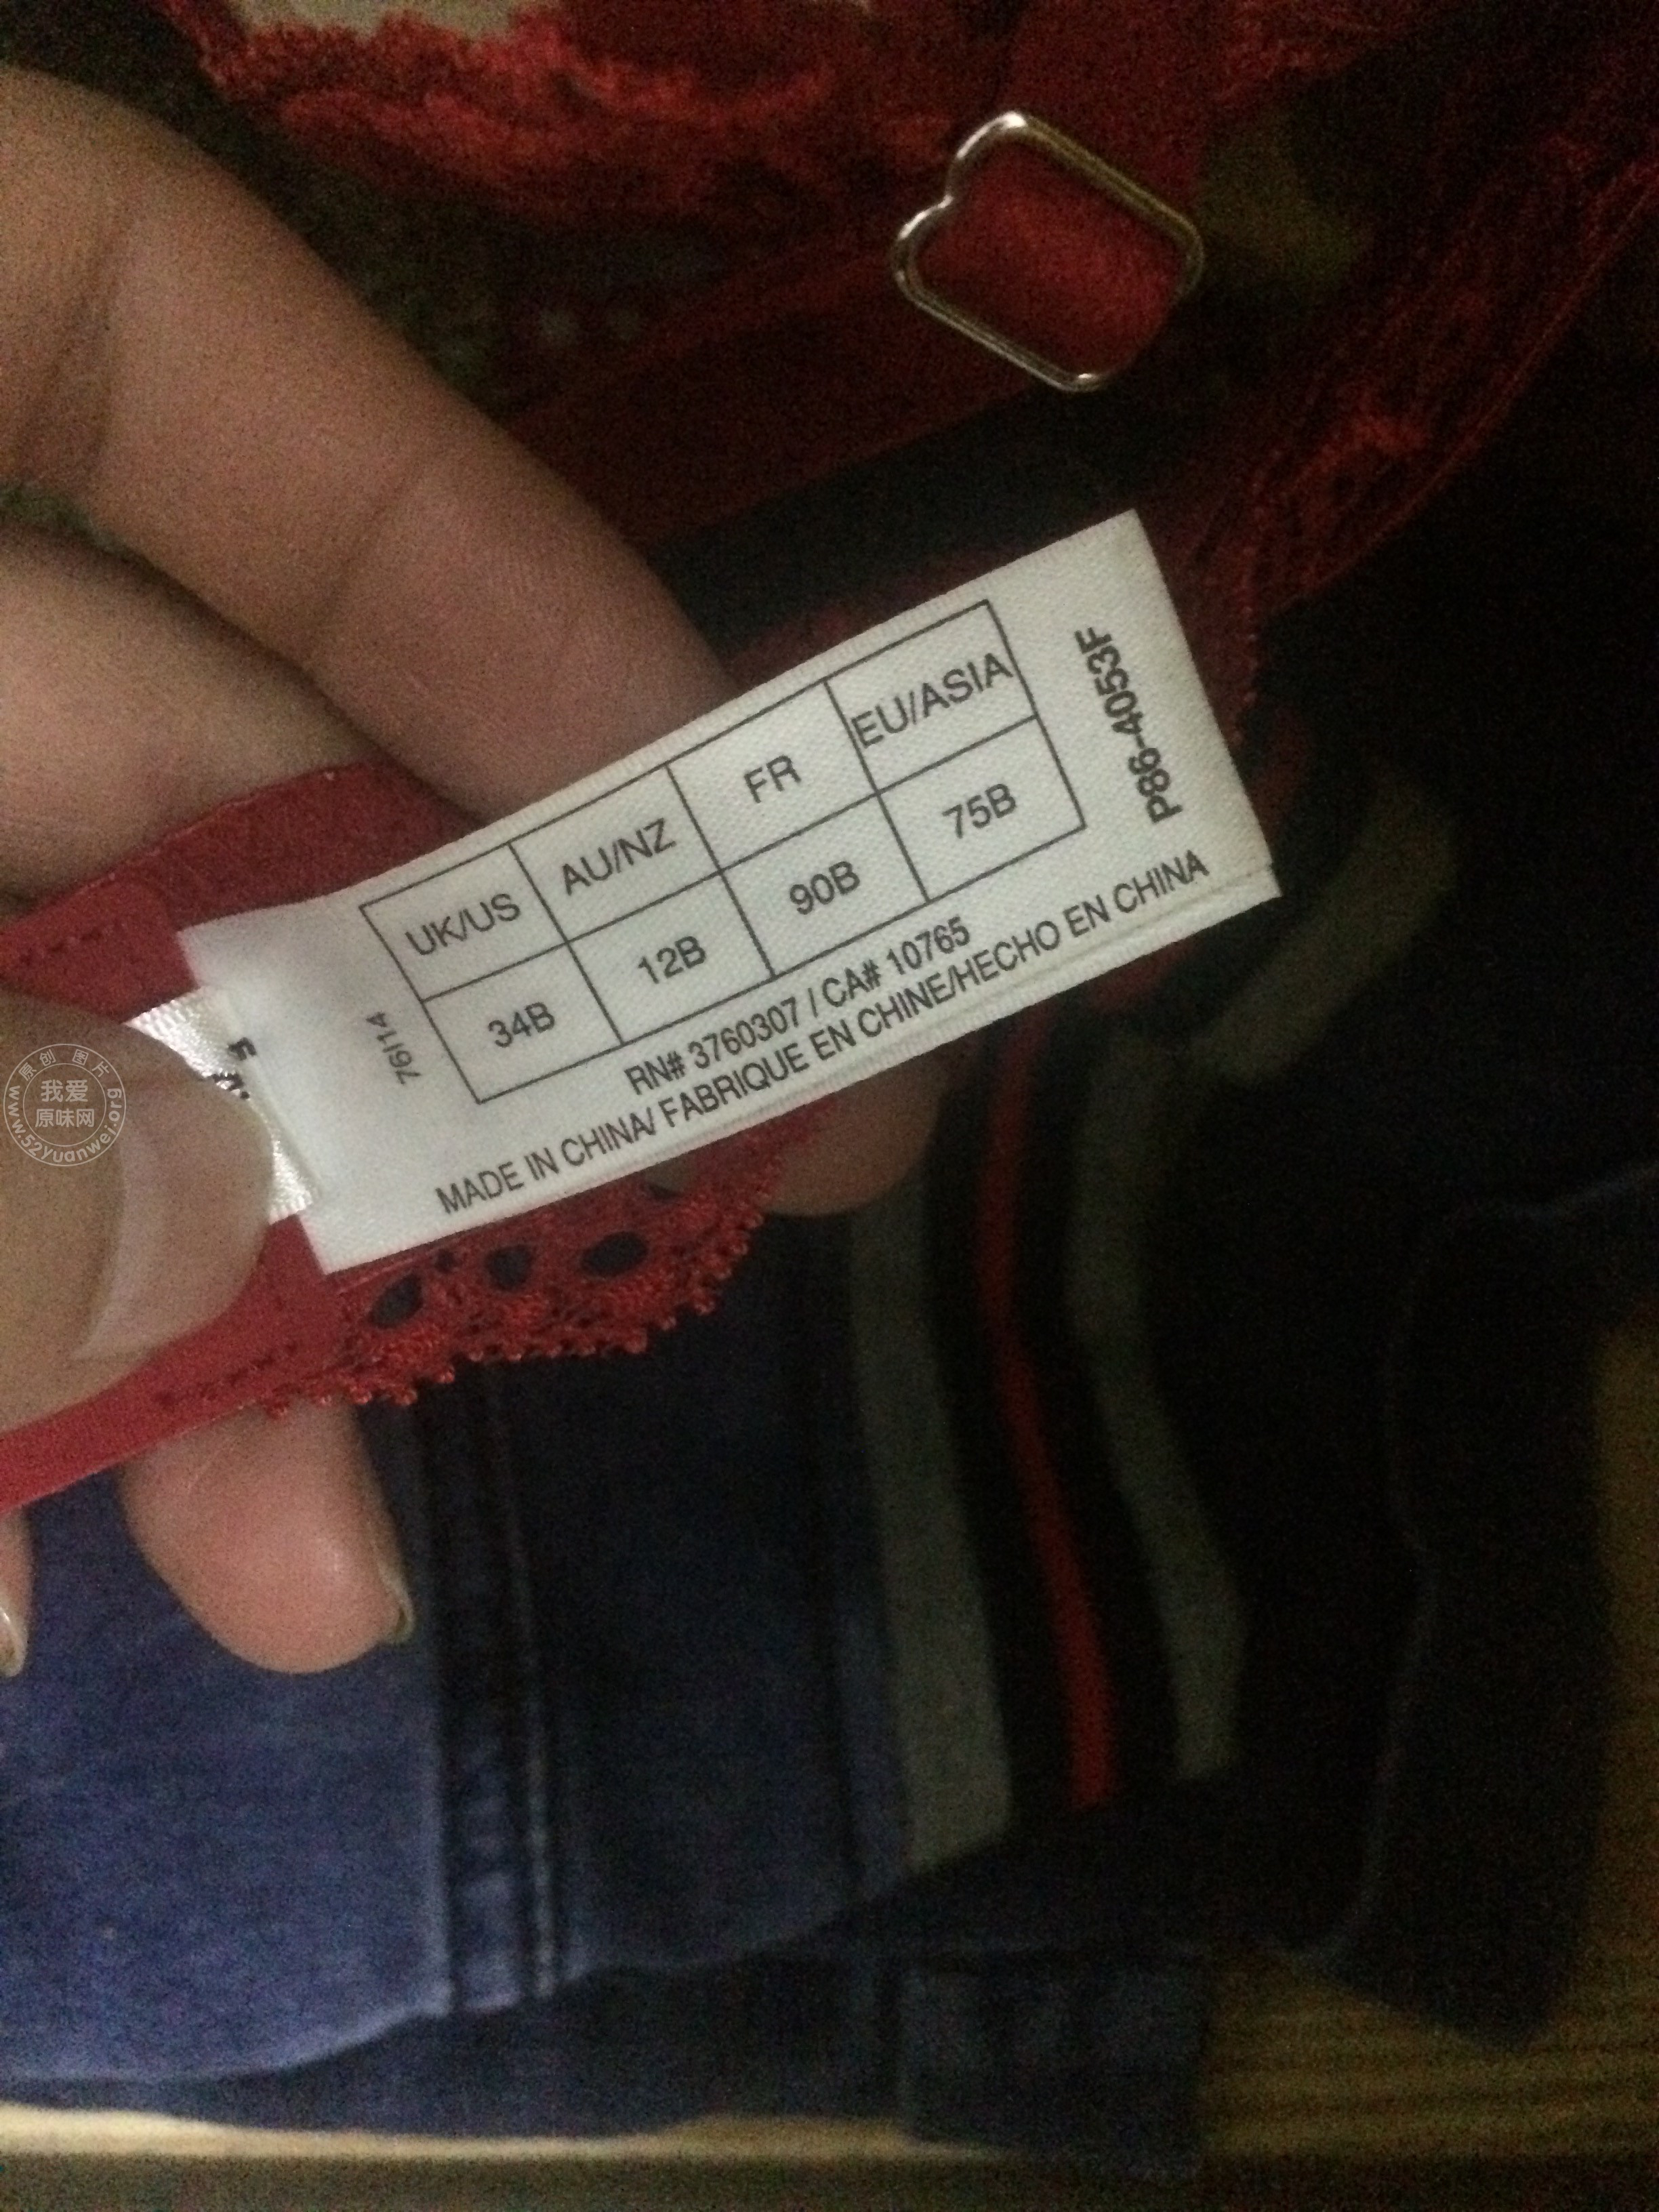 UK/US AU/NZ FR EU/ASIA
34B 12B 90B 75B
RN# 3760307 / CA# 10765
MADE IN CHINA/ FABRIQUE EN CHINE/HECHO EN CHINA
76I14
P86-4053F
原创图片
我爱
原味网
www.52yuanwei.org